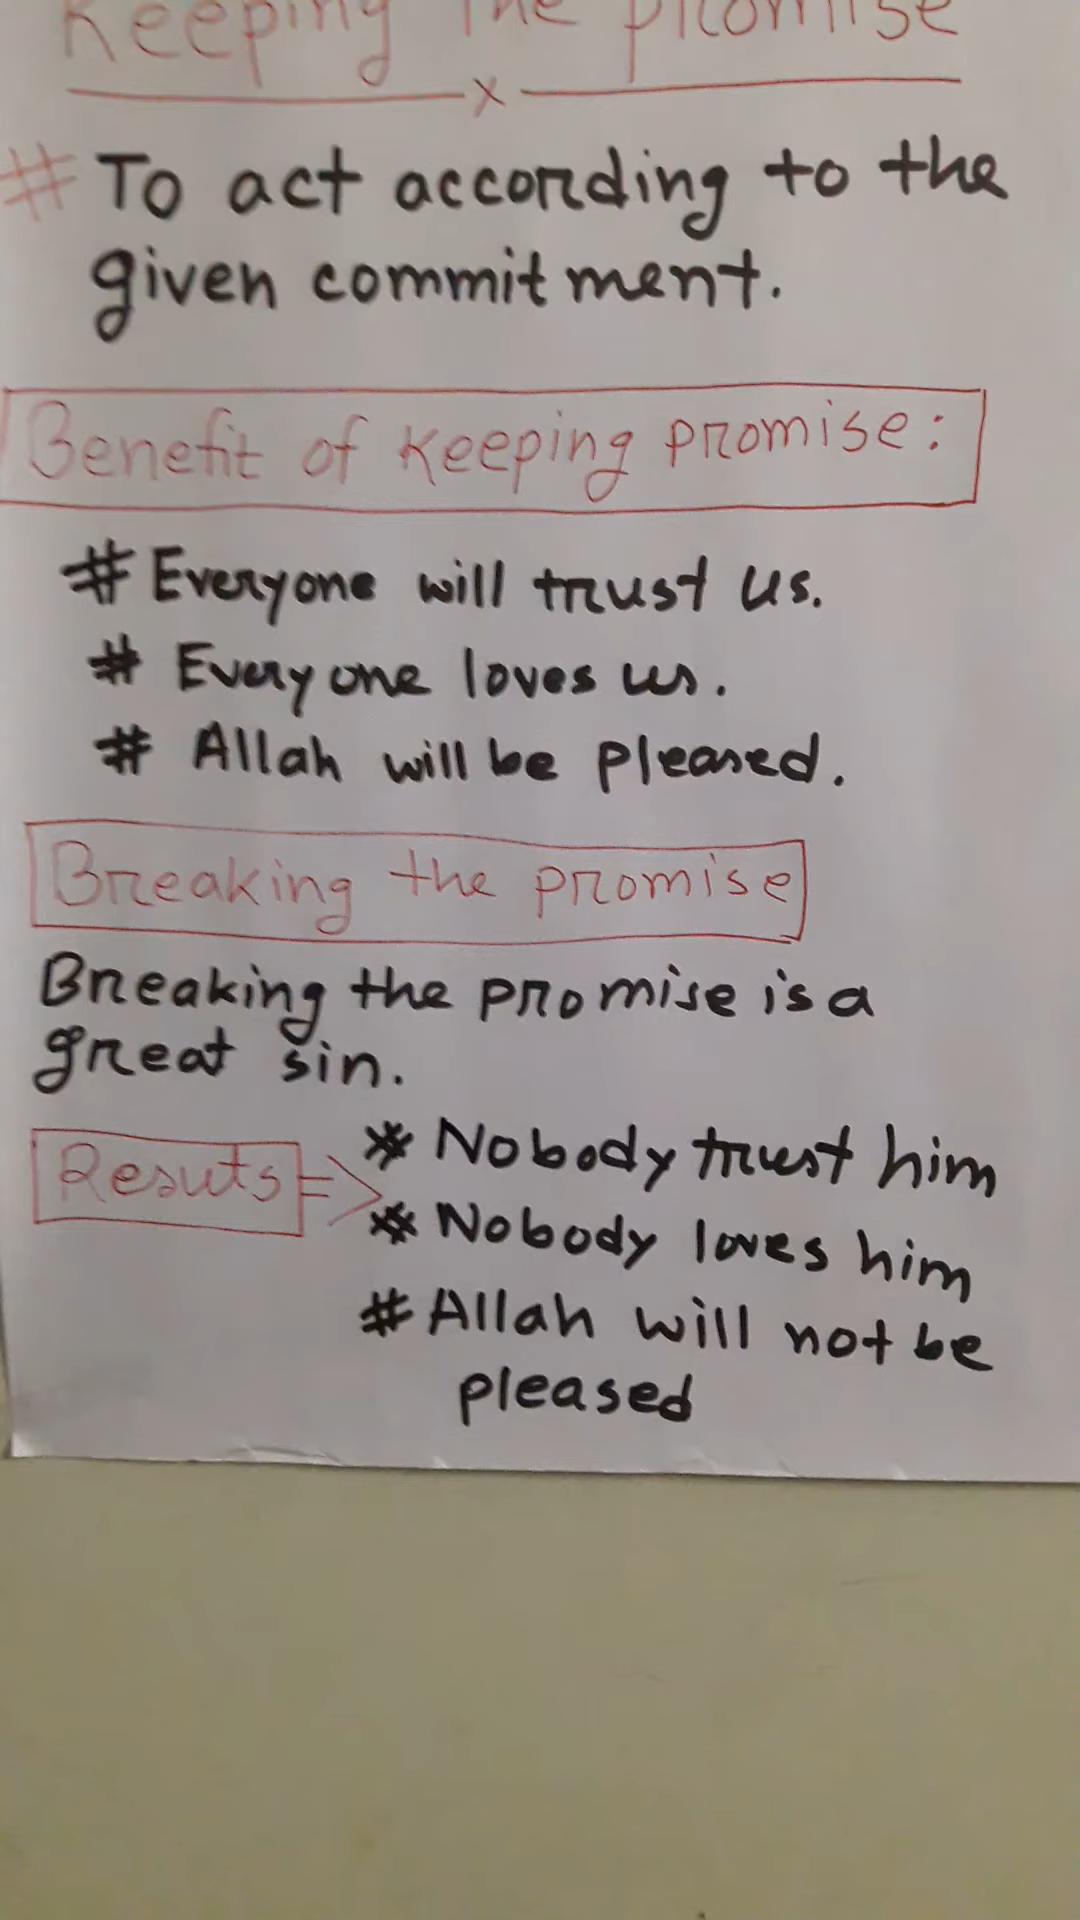 Keeping the promise
x
# To act according to the
given commitment.
Benefit of Keeping promise:
# Everyone will trust us.
# Everyone loves us.
# Allah will be pleased.
Breaking the promise
Breaking the promise is a
great sin.
Resuts => * Nobody trust him
* Nobody loves him
# Allah will not be
pleased